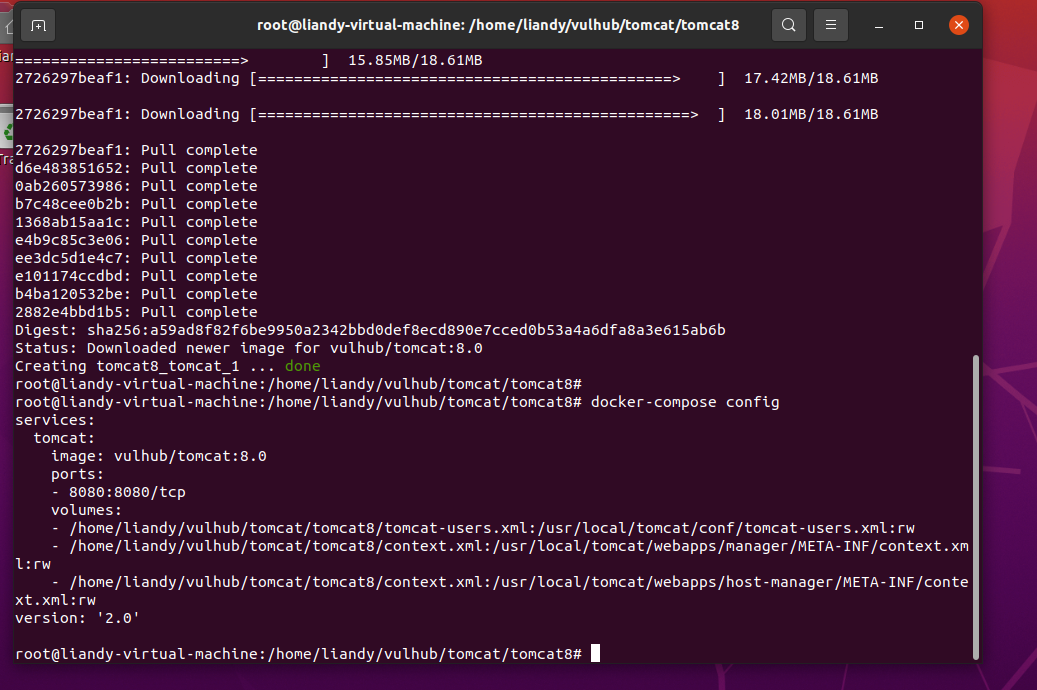 root@liandy-virtual-machine: /home/liandy/vulhub/tomcat/tomcat8
=========================>        ]  15.85MB/18.61MB
2726297beaf1: Downloading [==============================================>    ]  17.42MB/18.61MB
2726297beaf1: Downloading [================================================>  ]  18.01MB/18.61MB
2726297beaf1: Pull complete
d6e483851652: Pull complete
0ab260573986: Pull complete
b7c48cee0b2b: Pull complete
1368ab15aa1c: Pull complete
e4b9c85c3e06: Pull complete
ee3dc5d1e4c7: Pull complete
e101174ccdbd: Pull complete
b4ba120532be: Pull complete
2882e4bbd1b5: Pull complete
Digest: sha256:a59ad8f82f6be9950a2342bbd0def8ecd890e7cced0b53a4a6dfa8a3e615ab6b
Status: Downloaded newer image for vulhub/tomcat:8.0
Creating tomcat8_tomcat_1 ... done
root@liandy-virtual-machine:/home/liandy/vulhub/tomcat/tomcat8#
root@liandy-virtual-machine:/home/liandy/vulhub/tomcat/tomcat8# docker-compose config
services:
  tomcat:
    image: vulhub/tomcat:8.0
    ports:
    - 8080:8080/tcp
    volumes:
    - /home/liandy/vulhub/tomcat/tomcat8/tomcat-users.xml:/usr/local/tomcat/conf/tomcat-users.xml:rw
    - /home/liandy/vulhub/tomcat/tomcat8/context.xml:/usr/local/tomcat/webapps/manager/META-INF/context.xm
l:rw
    - /home/liandy/vulhub/tomcat/tomcat8/context.xml:/usr/local/tomcat/webapps/host-manager/META-INF/conte
xt.xml:rw
version: '2.0'
root@liandy-virtual-machine:/home/liandy/vulhub/tomcat/tomcat8#